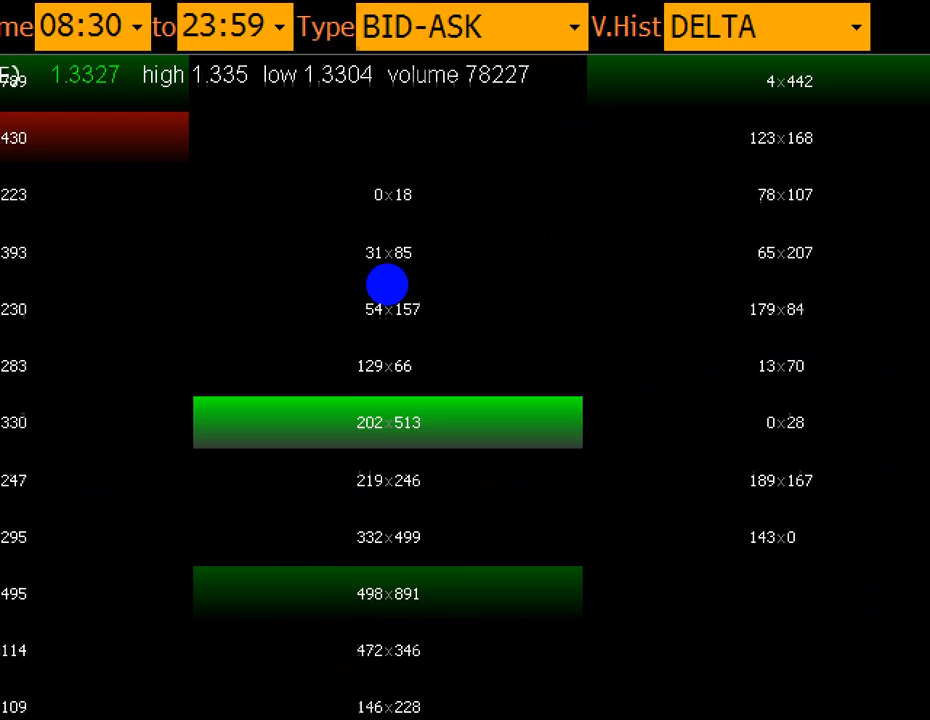 me 08:30 to 23:59 Type BID-ASK V.Hist DELTA
1.3327 high 1.335 low 1.3304 volume 78227
789 4x442
430 123x168
223 0x18 78x107
393 31x85 65x207
230 54x157 179x84
283 129x66 13x70
330 202x513 0x28
247 219x246 189x167
295 332x499 143x0
495 498x891
114 472x346
109 146x228